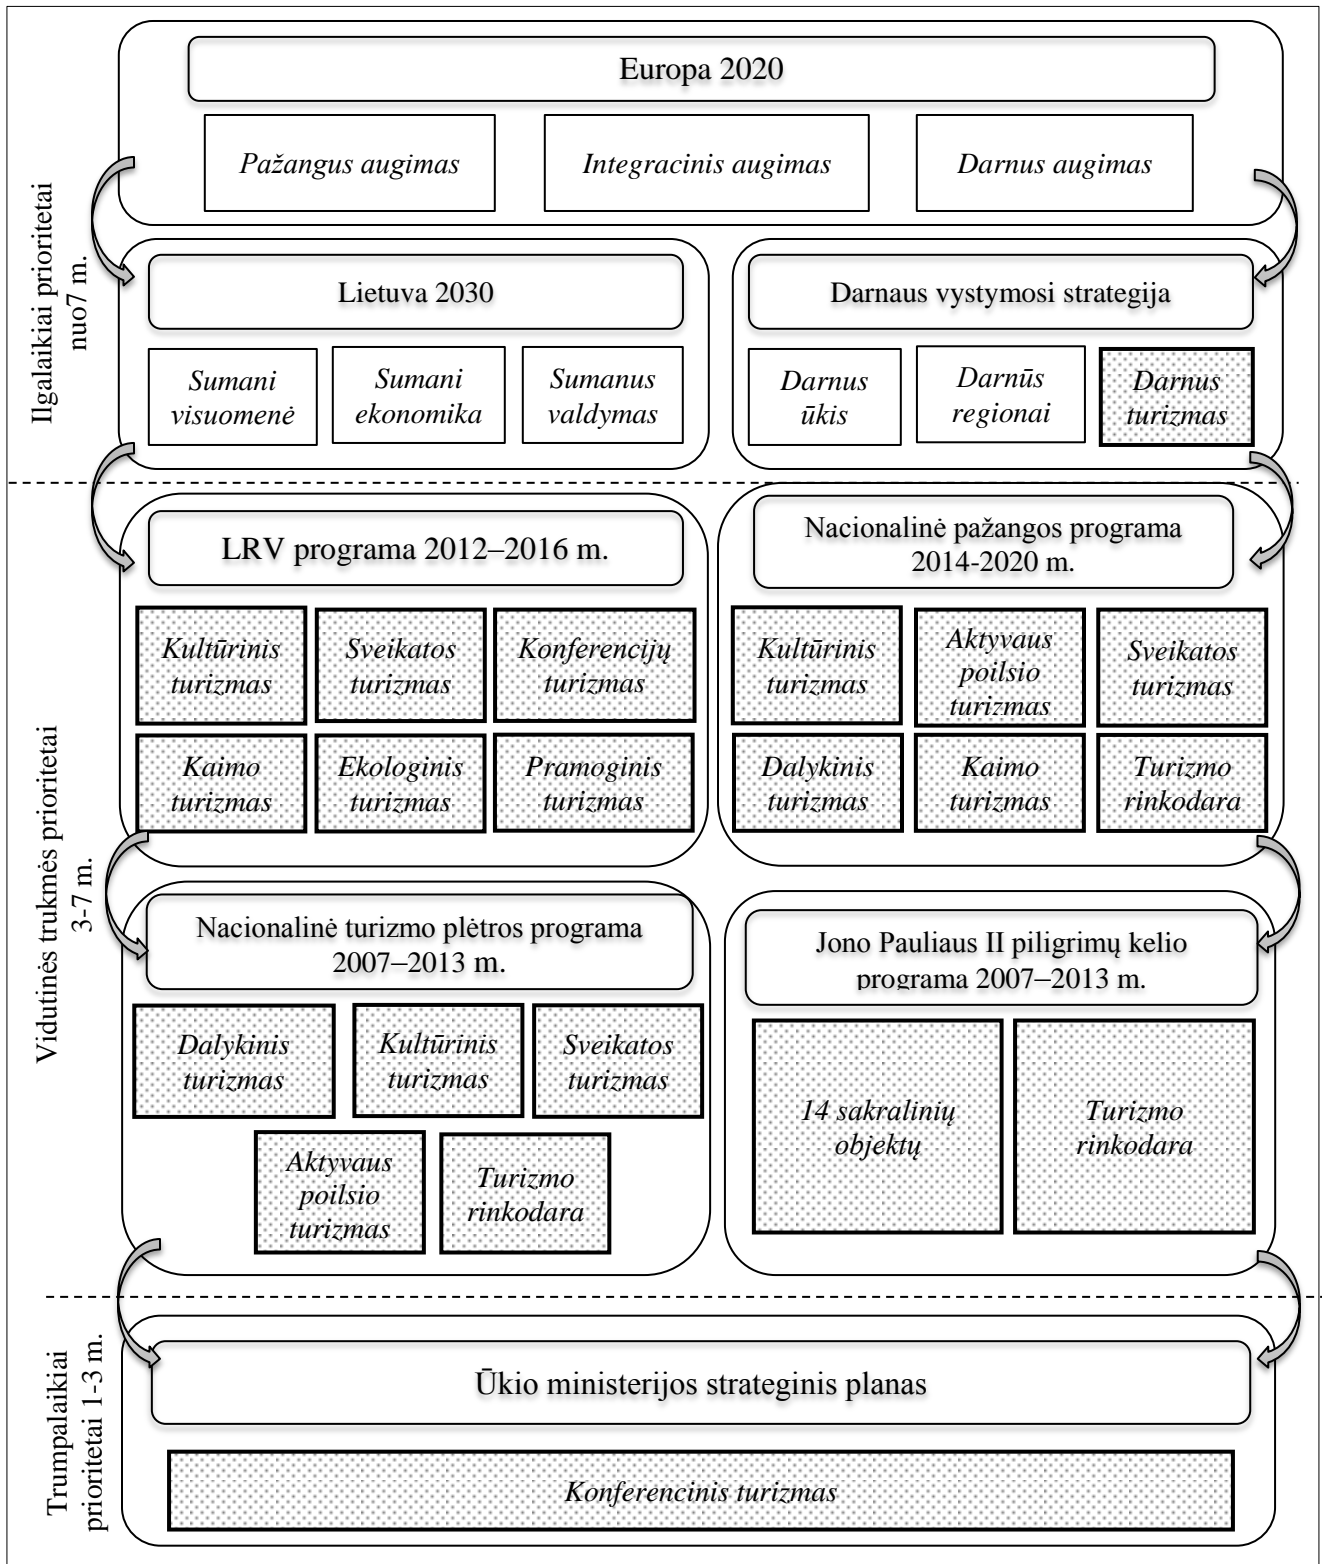 Europa 2020
Pažangus augimas
Integracinis augimas
Darnus augimas
Ilgalaikiai prioritetai
nuo7 m.
Lietuva 2030
Sumani
visuomenė
Sumani
ekonomika
Sumanus
valdymas
Darnaus vystymosi strategija
Darnus
ūkis
Darnūs
regionai
Darnus
turizmas
Vidutinės trukmės prioritetai
3-7 m.
LRV programa 2012–2016 m.
Kultūrinis
turizmas
Sveikatos
turizmas
Konferencijų
turizmas
Kaimo
turizmas
Ekologinis
turizmas
Pramoginis
turizmas
Nacionalinė pažangos programa
2014-2020 m.
Kultūrinis
turizmas
Aktyvaus
poilsio
turizmas
Sveikatos
turizmas
Dalykinis
turizmas
Kaimo
turizmas
Turizmo
rinkodara
Nacionalinė turizmo plėtros programa
2007–2013 m.
Dalykinis
turizmas
Kultūrinis
turizmas
Sveikatos
turizmas
Aktyvaus
poilsio
turizmas
Turizmo
rinkodara
Jono Pauliaus II piligrimų kelio
programa 2007–2013 m.
14 sakralinių
objektų
Turizmo
rinkodara
Trumpalaikiai
prioritetai 1-3 m.
Ūkio ministerijos strateginis planas
Konferencinis turizmas